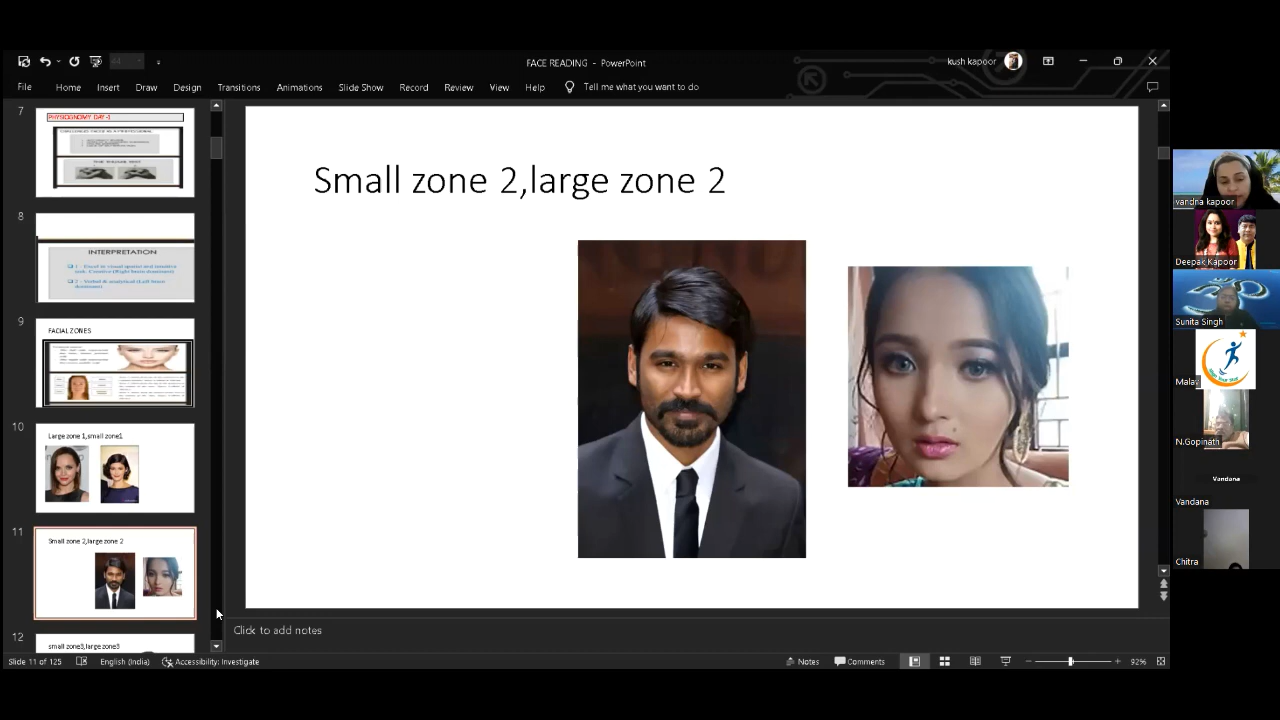 FACE READING - PowerPoint
kush kapoor
File Home Insert Draw Design Transitions Animations Slide Show Record Review View Help Tell me what you want to do
7
PHYSIOGNOMY DAY -1
8
INTERPRETATION
9
FACIAL ZONES
10
Large zone 1,small zone1
11
Small zone 2,large zone 2
12
small zone3,large zone3
Small zone 2,large zone 2
Click to add notes
Slide 11 of 125 English (India) Accessibility: Investigate Notes Comments 92%
vandna kapoor
Deepak Kapoor
Sunita Singh
Mala
N.Gopinath
Vandana
Vandana
Chitra